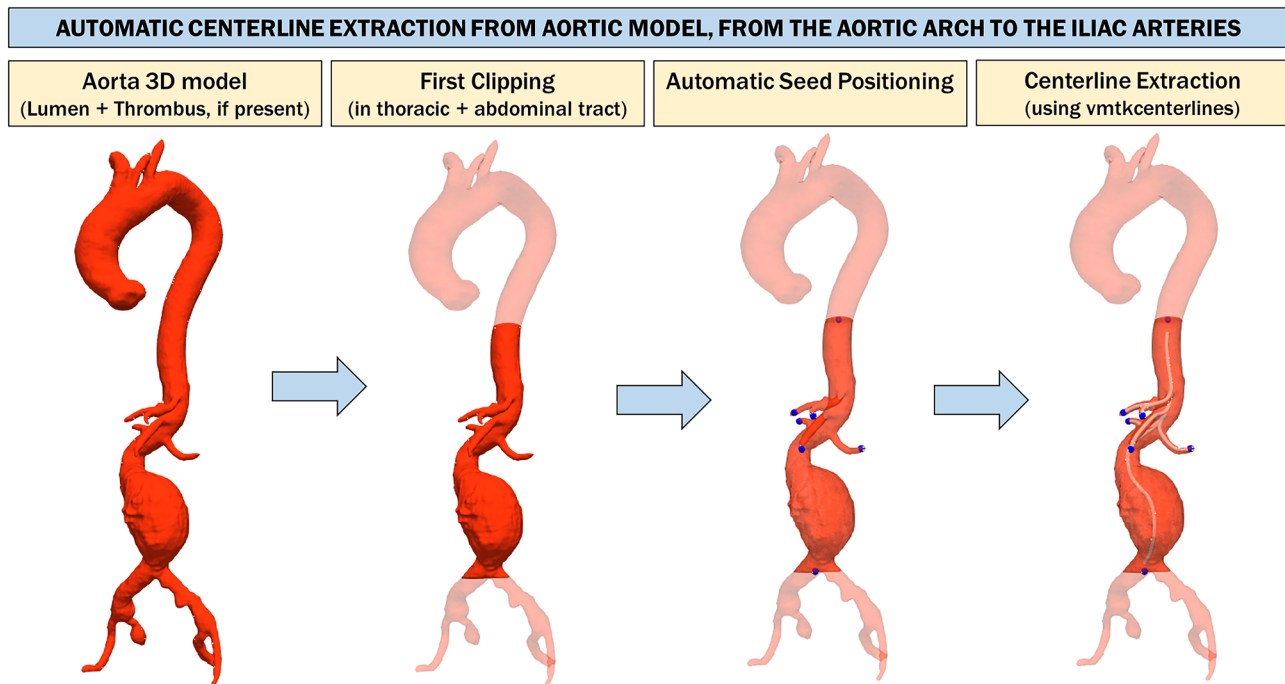 AUTOMATIC CENTERLINE EXTRACTION FROM AORTIC MODEL, FROM THE AORTIC ARCH TO THE ILIAC ARTERIES
Aorta 3D model
(Lumen + Thrombus, if present)
First Clipping
(in thoracic + abdominal tract)
Automatic Seed Positioning
Centerline Extraction
(using vmtkcenterlines)